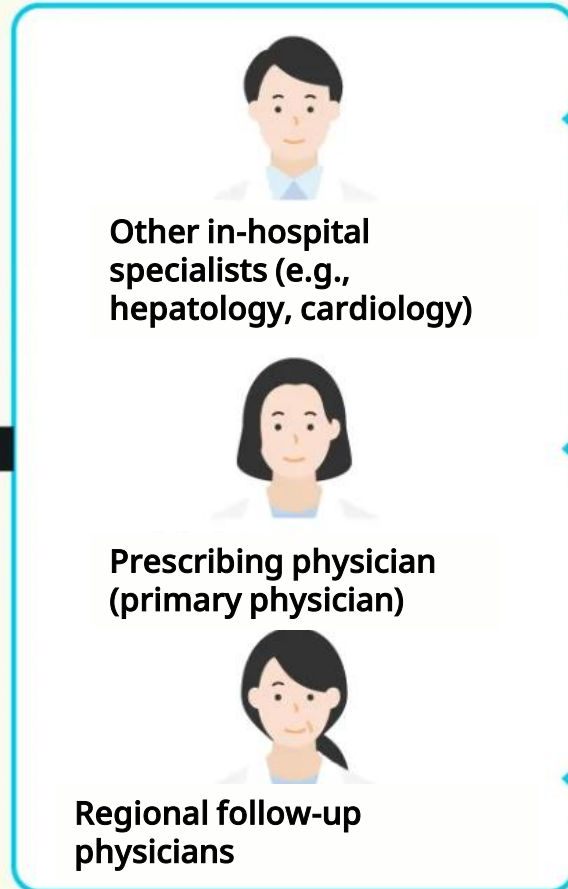 Other in-hospital
specialists (e.g.,
hepatology, cardiology)
Prescribing physician
(primary physician)
Regional follow-up
physicians